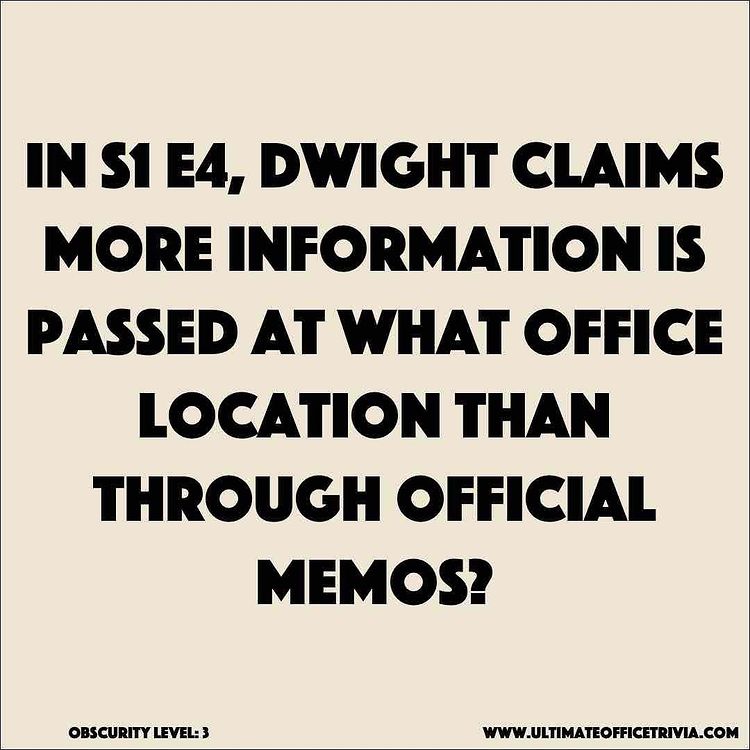 IN S1 E4, DWIGHT CLAIMS
MORE INFORMATION IS
PASSED AT WHAT OFFICE
LOCATION THAN
THROUGH OFFICIAL
MEMOS?
OBSCURITY LEVEL: 3
WWW.ULTIMATEOFFICETRIVIA.COM